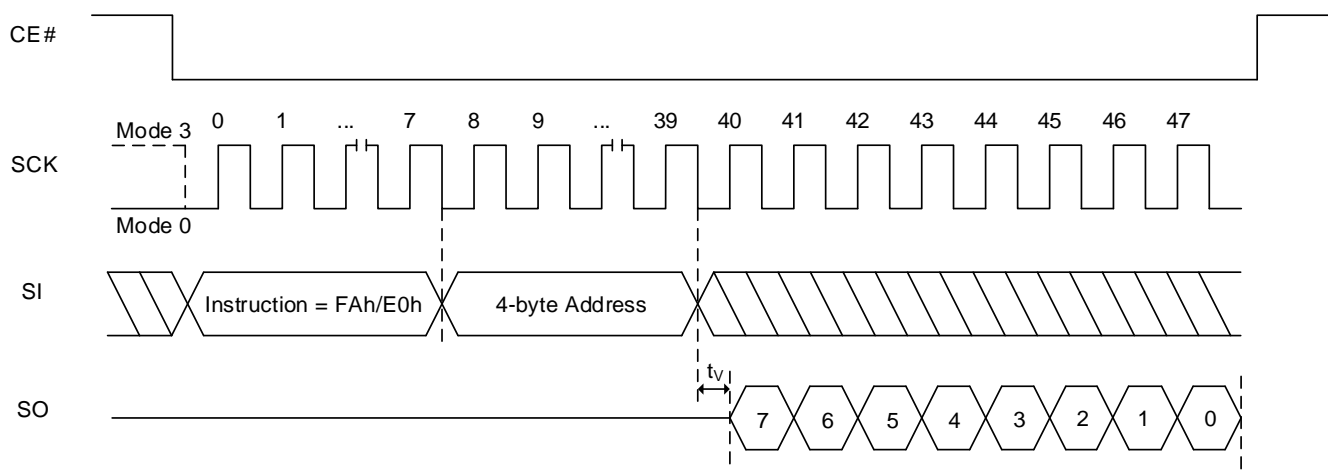 CE#
Mode 3
0 1 ... 7 8 9 ... 39 40 41 42 43 44 45 46 47
SCK
Mode 0
SI
Instruction = FAh/E0h
4-byte Address
tV
SO
7 6 5 4 3 2 1 0